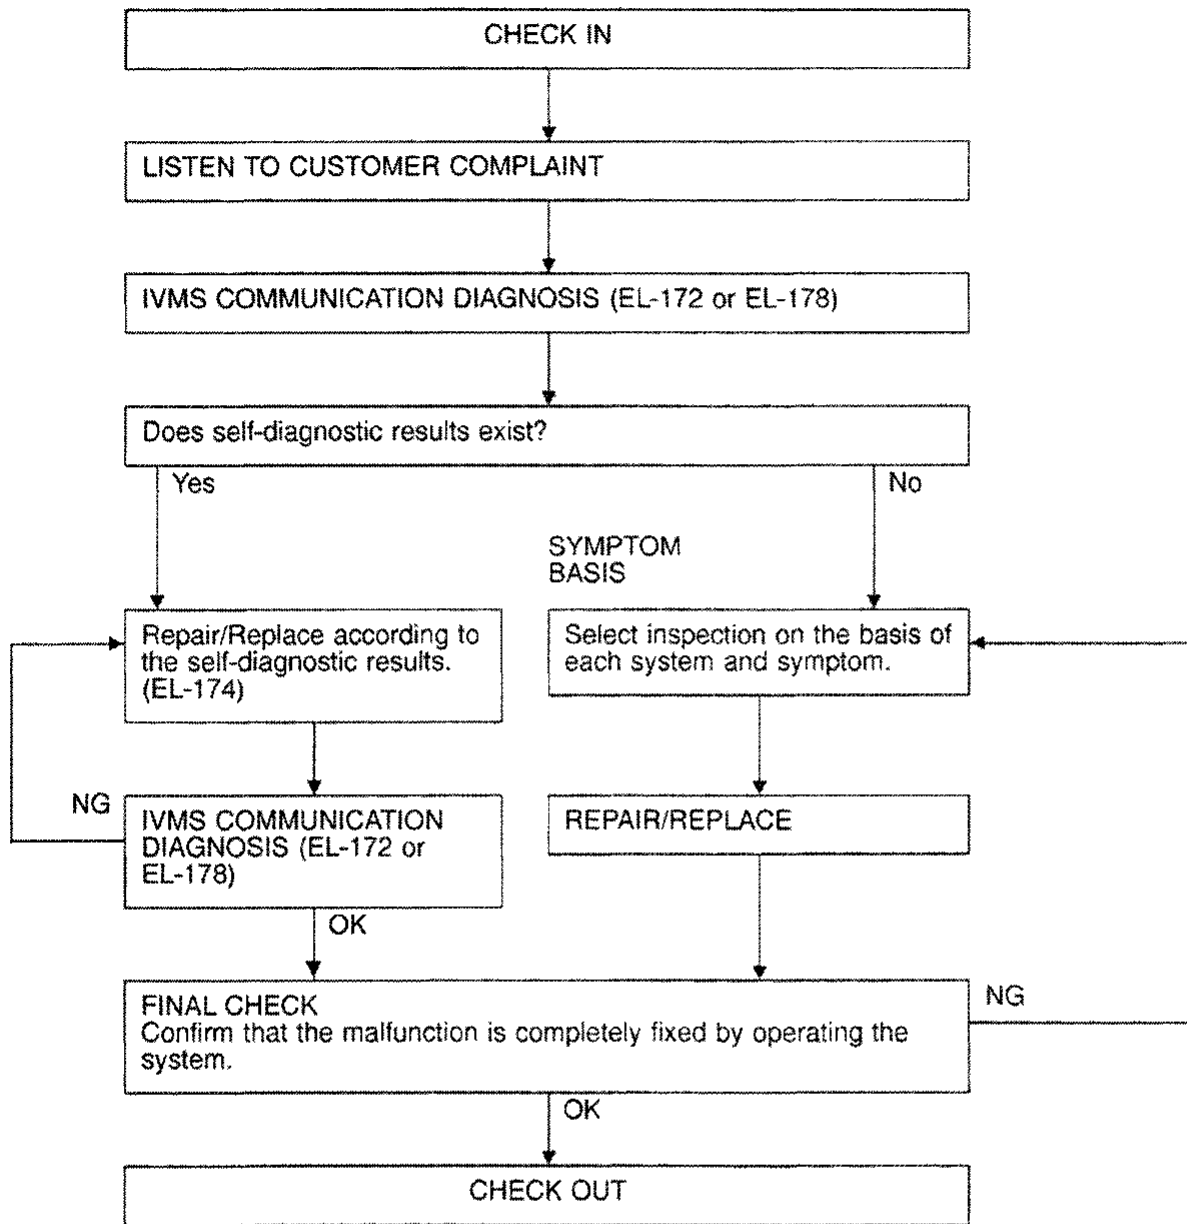 CHECK IN
LISTEN TO CUSTOMER COMPLAINT
IVMS COMMUNICATION DIAGNOSIS (EL-172 or EL-178)
Does self-diagnostic results exist?
Yes
No
SYMPTOM
BASIS
Repair/Replace according to
the self-diagnostic results.
(EL-174)
Select inspection on the basis of
each system and symptom.
NG
IVMS COMMUNICATION
DIAGNOSIS (EL-172 or
EL-178)
REPAIR/REPLACE
OK
FINAL CHECK
Confirm that the malfunction is completely fixed by operating the
system.
NG
OK
CHECK OUT